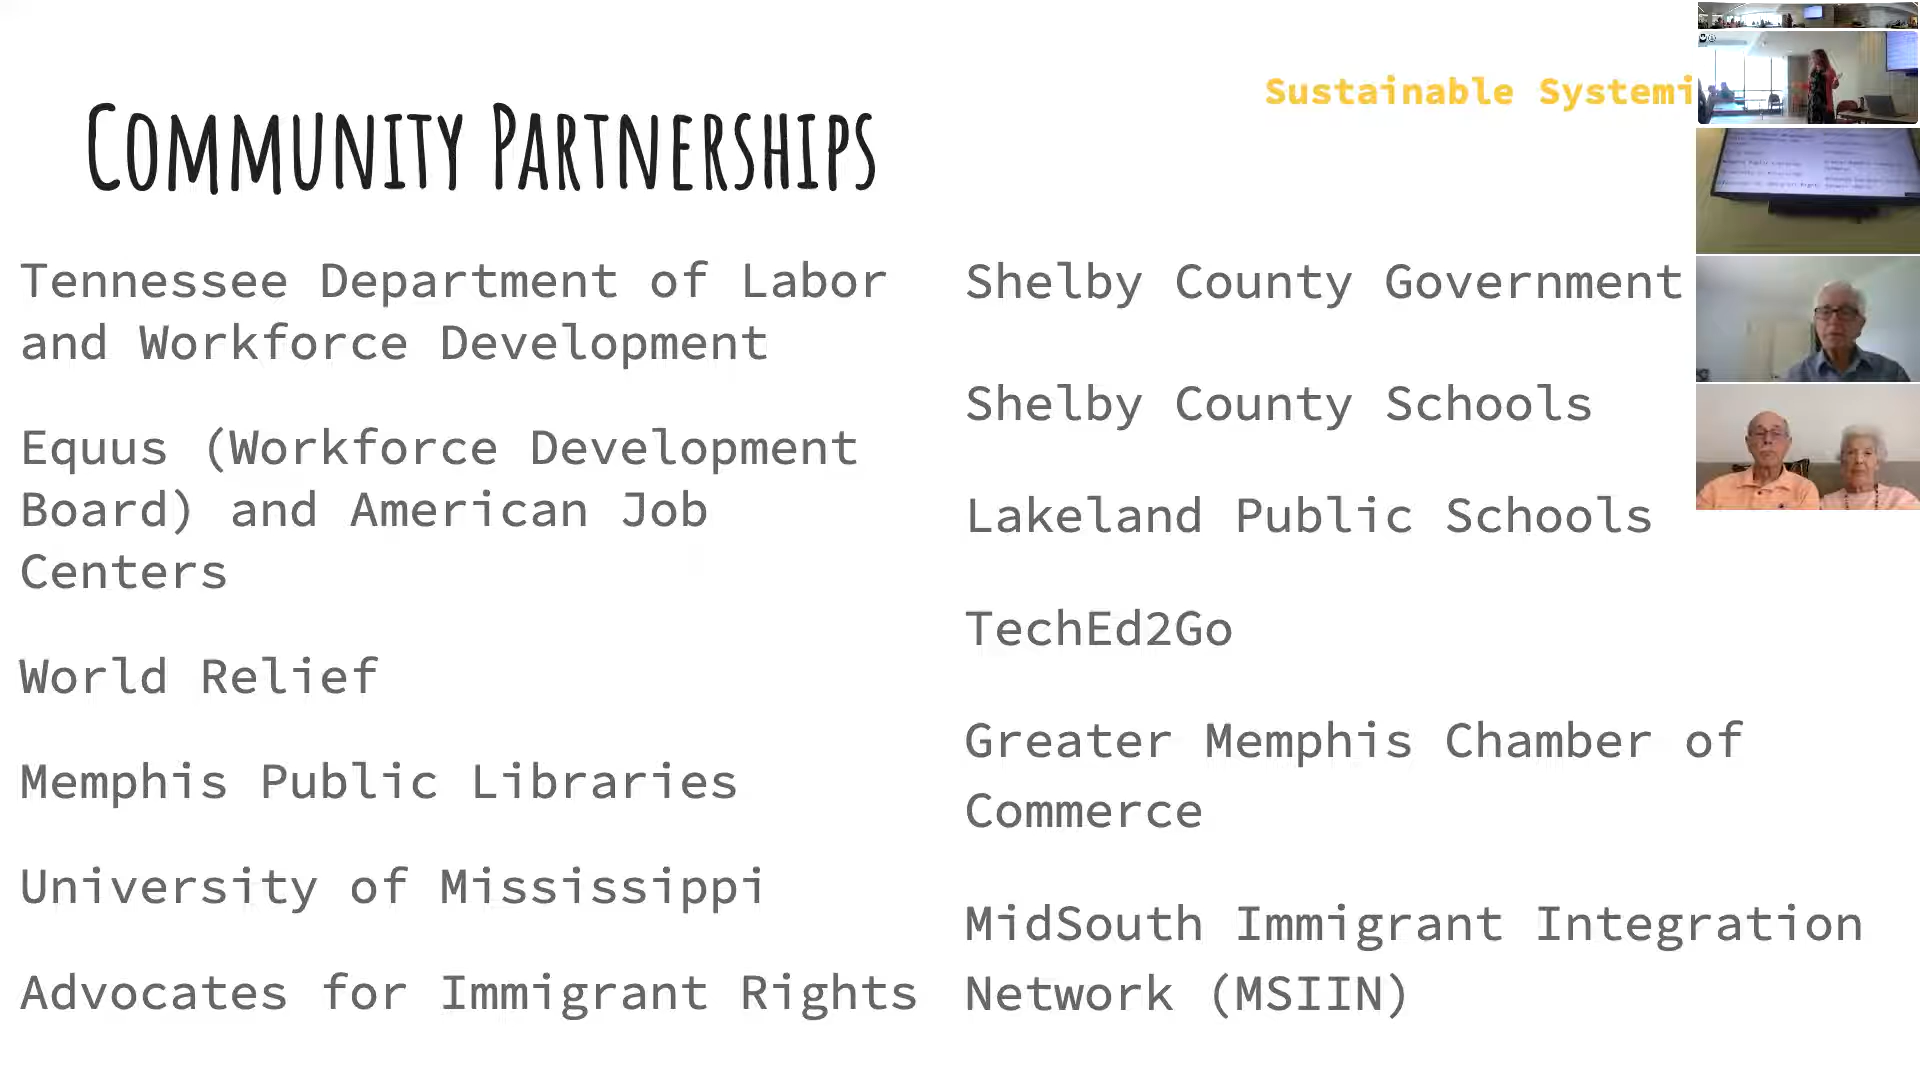 Sustainable Systemi
Community Partnerships
Tennessee Department of Labor
and Workforce Development
Equus (Workforce Development
Board) and American Job
Centers
World Relief
Memphis Public Libraries
University of Mississippi
Advocates for Immigrant Rights
Shelby County Government
Shelby County Schools
Lakeland Public Schools
TechEd2Go
Greater Memphis Chamber of
Commerce
MidSouth Immigrant Integration
Network (MSIIN)